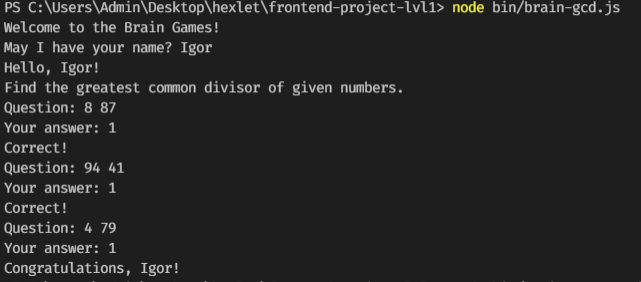 PS C:\Users\Admin\Desktop\hexlet\frontend-project-lvl1> node bin/brain-gcd.js
Welcome to the Brain Games!
May I have your name? Igor
Hello, Igor!
Find the greatest common divisor of given numbers.
Question: 8 87
Your answer: 1
Correct!
Question: 94 41
Your answer: 1
Correct!
Question: 4 79
Your answer: 1
Congratulations, Igor!